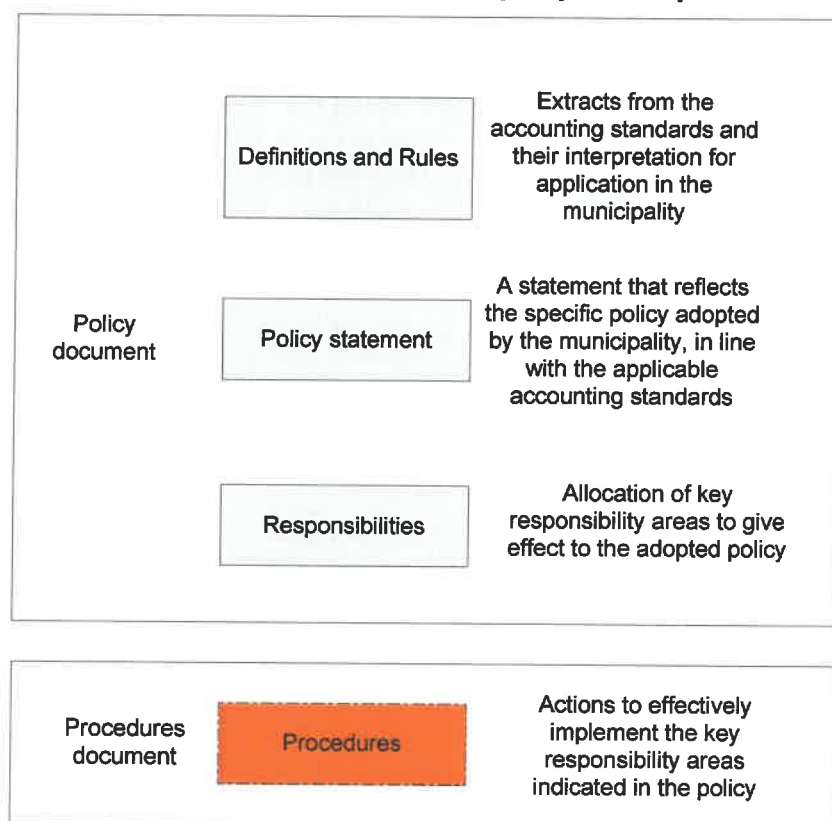 Definitions and Rules
Extracts from the
accounting standards and
their interpretation for
application in the
municipality
Policy
document
Policy statement
A statement that reflects
the specific policy adopted
by the municipality, in line
with the applicable
accounting standards
Responsibilities
Allocation of key
responsibility areas to give
effect to the adopted policy
Procedures
document
Procedures
Actions to effectively
implement the key
responsibility areas
indicated in the policy